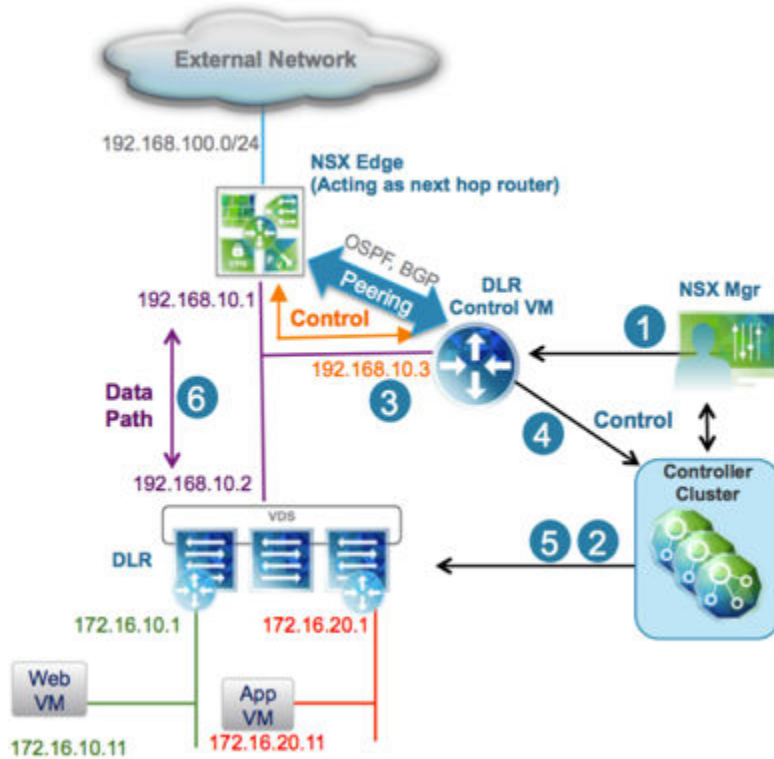 External Network
192.168.100.0/24
NSX Edge
(Acting as next hop router)
OSPF, BGP
Peering
DLR
Control VM
NSX Mgr
192.168.10.1
Control
1
192.168.10.3
Data
Path
6
3
4
Control
192.168.10.2
Controller
Cluster
VDS
DLR
5
2
172.16.10.1
172.16.20.1
Web
VM
App
VM
172.16.10.11
172.16.20.11